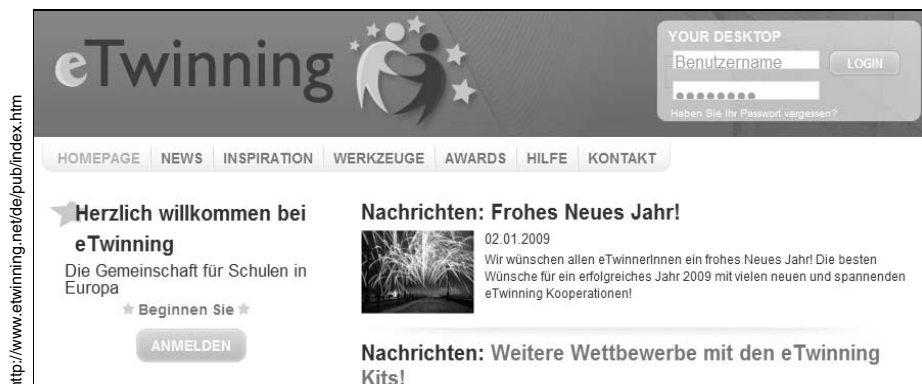 http://www.etwinning.net/de/pub/index.htm
eTwinning
YOUR DESKTOP
Benutzername
LOGIN
Haben Sie Ihr Passwort vergessen?
HOMEPAGE NEWS INSPIRATION WERKZEUGE AWARDS HILFE KONTAKT
Herzlich willkommen bei
eTwinning
Die Gemeinschaft für Schulen in
Europa
Beginnen Sie
ANMELDEN
Nachrichten: Frohes Neues Jahr!
02.01.2009
Wir wünschen allen eTwinnerInnen ein frohes Neues Jahr! Die besten
Wünsche für ein erfolgreiches Jahr 2009 mit vielen neuen und spannenden
eTwinning Kooperationen!
Nachrichten: Weitere Wettbewerbe mit den eTwinning
Kits!